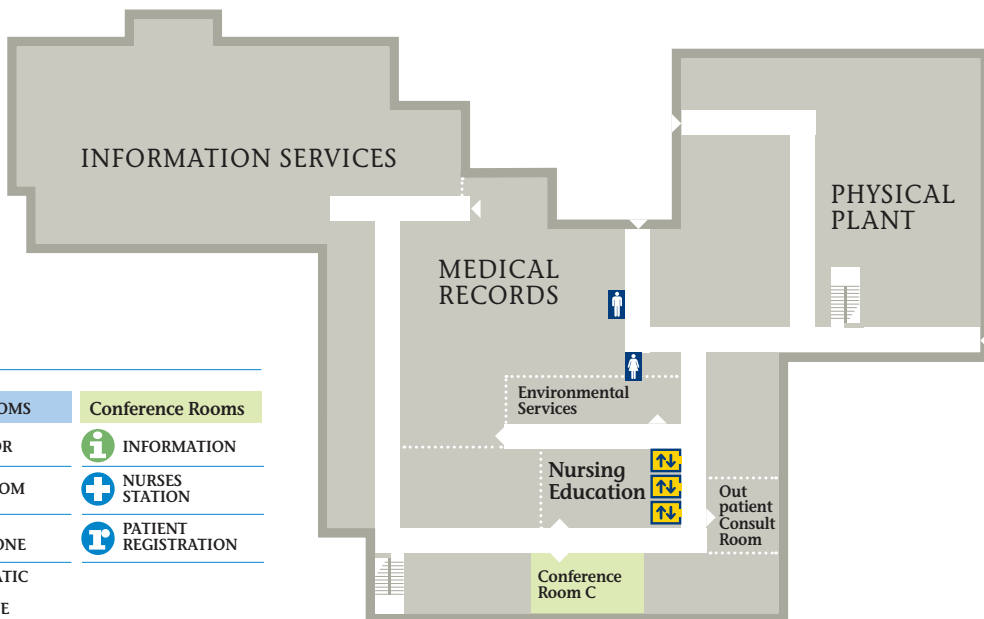 INFORMATION SERVICES
PHYSICAL
PLANT
MEDICAL
RECORDS
Environmental
Services
Nursing
Education
Out
patient
Consult
Room
Conference
Room C
OMS
Conference Rooms
OR
INFORMATION
OM
NURSES
STATION
ONE
PATIENT
REGISTRATION
ATIC
E